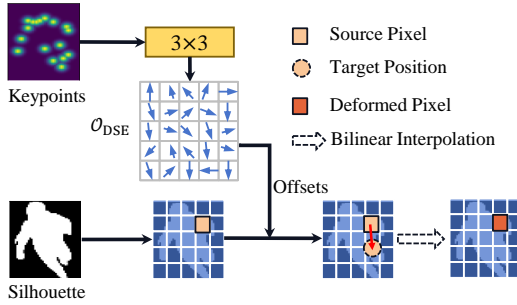 Keypoints
3×3
Source Pixel
Target Position
Deformed Pixel
Bilinear Interpolation
𝒪DSE
Offsets
Silhouette